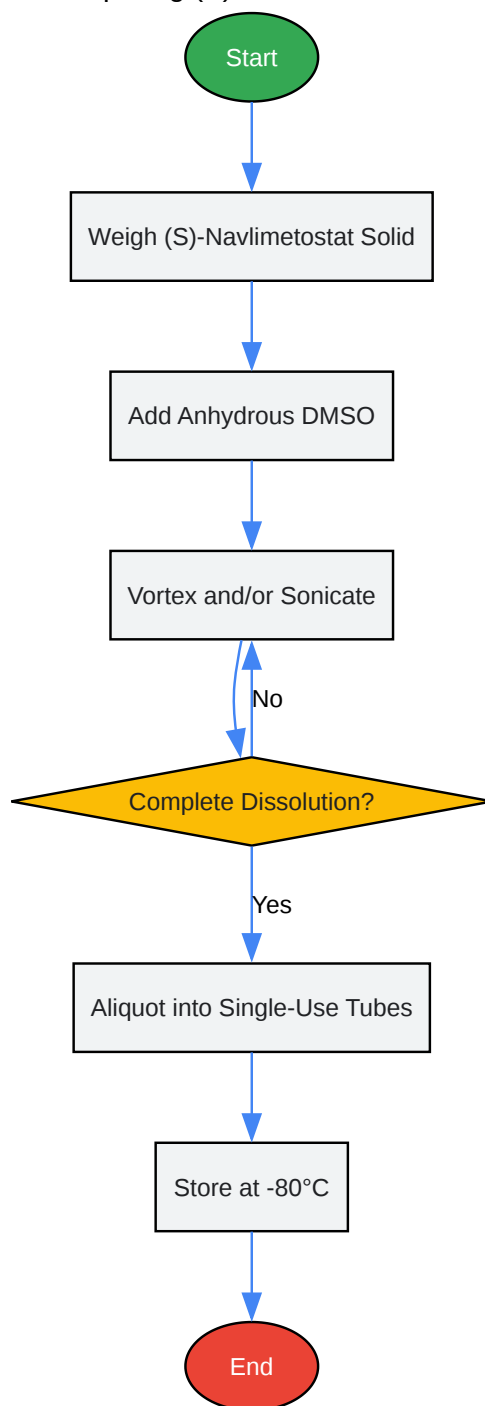 Start
Weigh (S)-Navlimetostat Solid
Add Anhydrous DMSO
Vortex and/or Sonicate
No
Complete Dissolution?
Yes
Aliquot into Single-Use Tubes
Store at -80°C
End